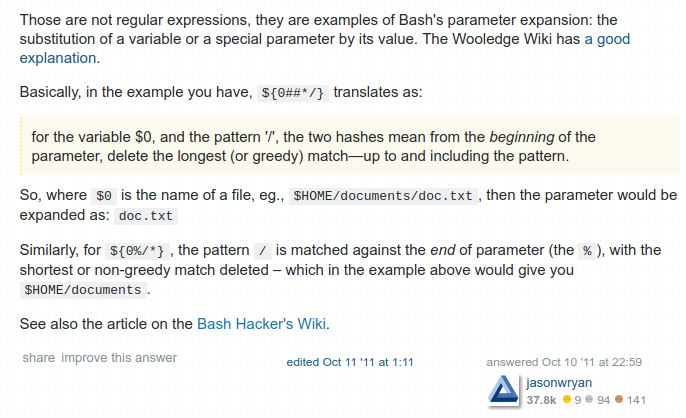 Those are not regular expressions, they are examples of Bash's parameter expansion: the
substitution of a variable or a special parameter by its value. The Wooledge Wiki has a good
explanation.
Basically, in the example you have, ${0##*/} translates as:
for the variable $0, and the pattern '/', the two hashes mean from the beginning of the
parameter, delete the longest (or greedy) match—up to and including the pattern.
So, where $0 is the name of a file, eg., $HOME/documents/doc.txt , then the parameter would be
expanded as: doc.txt
Similarly, for ${0%/*} , the pattern / is matched against the end of parameter (the % ), with the
shortest or non-greedy match deleted – which in the example above would give you
$HOME/documents .
See also the article on the Bash Hacker's Wiki.
share improve this answer
edited Oct 11 '11 at 1:11
answered Oct 10 '11 at 22:59
jasonwryan
37.8k 9 94 141